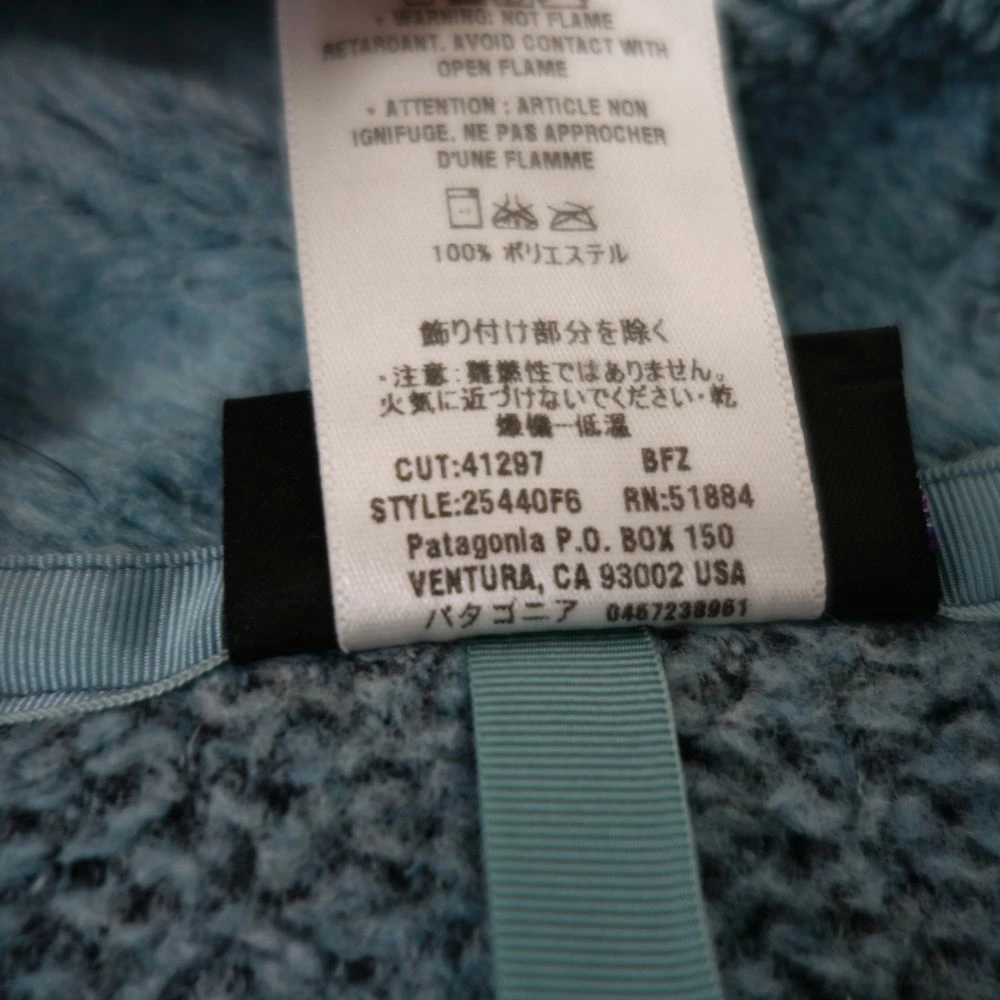 • WARNING: NOT FLAME
RETARDANT. AVOID CONTACT WITH
OPEN FLAME
• ATTENTION : ARTICLE NON
IGNIFUGE. NE PAS APPROCHER
D'UNE FLAMME
100% ポリエステル
飾り付け部分を除く
・注意:難燃性ではありません。
火気に近づけないでください・乾
燥機一低温
CUT:41297 BFZ
STYLE:25440F6 RN:51884
Patagonia P.O. BOX 150
VENTURA, CA 93002 USA
パタゴニア 0467238961